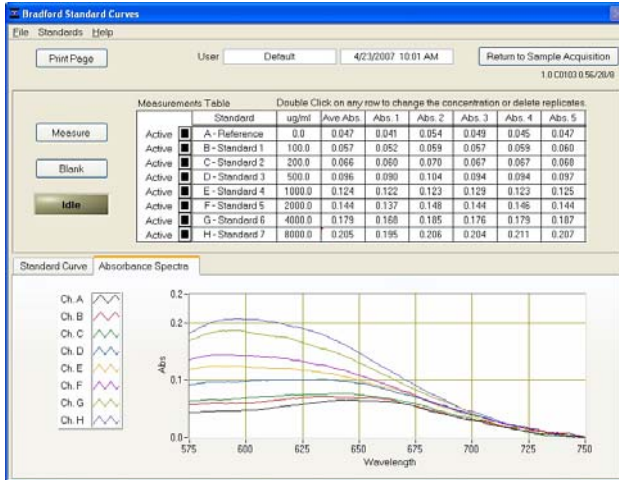 Bradford Standard Curves
File Standards Help
Print Page User Default 4/23/2007 10:01 AM Return to Sample Acquisition
1.0 C0103 0.56/28/8
Measurements Table Double Click on any row to change the concentration or delete replicates.
Standard ug/ml Ave Abs. Abs. 1 Abs. 2 Abs. 3 Abs. 4 Abs. 5
Active A - Reference 0.0 0.047 0.041 0.054 0.049 0.045 0.047
Measure Active B - Standard 1 100.0 0.057 0.052 0.059 0.057 0.059 0.060
Active C - Standard 2 200.0 0.066 0.060 0.070 0.067 0.067 0.068
Blank Active D - Standard 3 500.0 0.096 0.090 0.104 0.094 0.094 0.097
Active E - Standard 4 1000.0 0.124 0.122 0.123 0.129 0.123 0.125
Idle Active F - Standard 5 2000.0 0.144 0.137 0.148 0.144 0.146 0.144
Active G - Standard 6 4000.0 0.179 0.168 0.185 0.176 0.179 0.187
Active H - Standard 7 8000.0 0.205 0.195 0.206 0.204 0.211 0.207
Standard Curve Absorbance Spectra
Ch. A
Ch. B
Ch. C
Ch. D
Ch. E
Ch. F
Ch. G
Ch. H
Abs
0.2
0.2
0.1
0.0
575 600 625 650 675 700 725 750
Wavelength